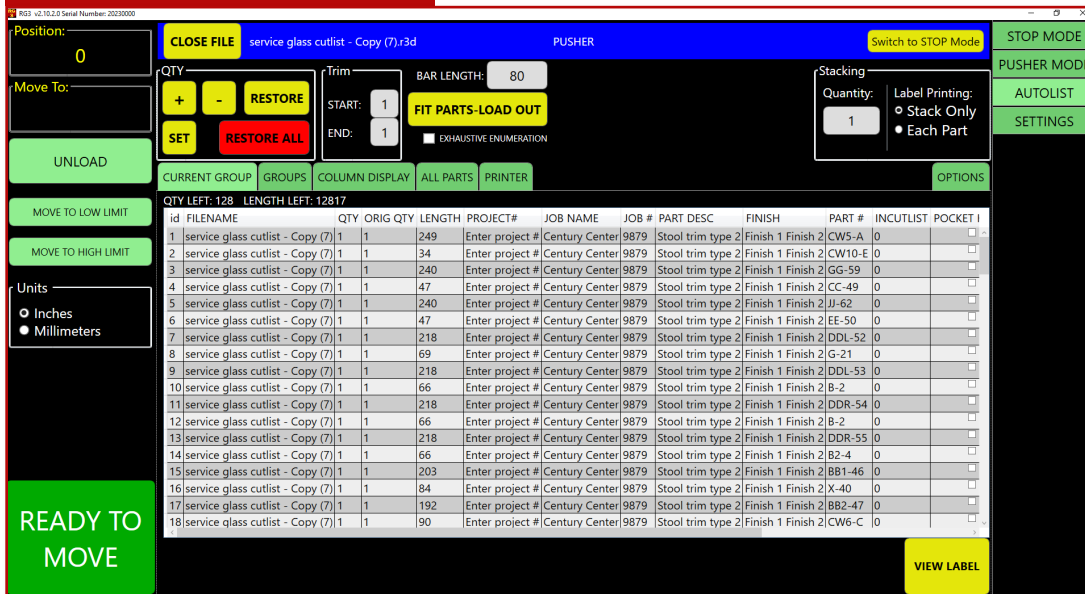 RG3 v2.10.2.0 Serial Number: 20230000
Position:
0
Move To:
UNLOAD
MOVE TO LOW LIMIT
MOVE TO HIGH LIMIT
Units
Inches
Millimeters
READY TO
MOVE
CLOSE FILE service glass cutlist - Copy (7).r3d PUSHER Switch to STOP Mode
QTY
+ - RESTORE
SET RESTORE ALL
Trim
START: 1
END: 1
BAR LENGTH: 80
FIT PARTS-LOAD OUT
EXHAUSTIVE ENUMERATION
Stacking
Quantity:
1
Label Printing:
Stack Only
Each Part
CURRENT GROUP GROUPS COLUMN DISPLAY ALL PARTS PRINTER OPTIONS
QTY LEFT: 128 LENGTH LEFT: 12817
id FILENAME QTY ORIG QTY LENGTH PROJECT# JOB NAME JOB # PART DESC FINISH PART # INCUTLIST POCKET
1 service glass cutlist - Copy (7) 1 1 249 Enter project # Century Center 9879 Stool trim type 2 Finish 1 Finish 2 CW5-A 0
2 service glass cutlist - Copy (7) 1 1 34 Enter project # Century Center 9879 Stool trim type 2 Finish 1 Finish 2 CW10-E 0
3 service glass cutlist - Copy (7) 1 1 240 Enter project # Century Center 9879 Stool trim type 2 Finish 1 Finish 2 GG-59 0
4 service glass cutlist - Copy (7) 1 1 47 Enter project # Century Center 9879 Stool trim type 2 Finish 1 Finish 2 CC-49 0
5 service glass cutlist - Copy (7) 1 1 240 Enter project # Century Center 9879 Stool trim type 2 Finish 1 Finish 2 JJ-62 0
6 service glass cutlist - Copy (7) 1 1 47 Enter project # Century Center 9879 Stool trim type 2 Finish 1 Finish 2 EE-50 0
7 service glass cutlist - Copy (7) 1 1 218 Enter project # Century Center 9879 Stool trim type 2 Finish 1 Finish 2 DDL-52 0
8 service glass cutlist - Copy (7) 1 1 69 Enter project # Century Center 9879 Stool trim type 2 Finish 1 Finish 2 G-21 0
9 service glass cutlist - Copy (7) 1 1 218 Enter project # Century Center 9879 Stool trim type 2 Finish 1 Finish 2 DDL-53 0
10 service glass cutlist - Copy (7) 1 1 66 Enter project # Century Center 9879 Stool trim type 2 Finish 1 Finish 2 B-2 0
11 service glass cutlist - Copy (7) 1 1 218 Enter project # Century Center 9879 Stool trim type 2 Finish 1 Finish 2 DDR-54 0
12 service glass cutlist - Copy (7) 1 1 66 Enter project # Century Center 9879 Stool trim type 2 Finish 1 Finish 2 B-2 0
13 service glass cutlist - Copy (7) 1 1 218 Enter project # Century Center 9879 Stool trim type 2 Finish 1 Finish 2 DDR-55 0
14 service glass cutlist - Copy (7) 1 1 66 Enter project # Century Center 9879 Stool trim type 2 Finish 1 Finish 2 B2-4 0
15 service glass cutlist - Copy (7) 1 1 203 Enter project # Century Center 9879 Stool trim type 2 Finish 1 Finish 2 BB1-46 0
16 service glass cutlist - Copy (7) 1 1 84 Enter project # Century Center 9879 Stool trim type 2 Finish 1 Finish 2 X-40 0
17 service glass cutlist - Copy (7) 1 1 192 Enter project # Century Center 9879 Stool trim type 2 Finish 1 Finish 2 BB2-47 0
18 service glass cutlist - Copy (7) 1 1 90 Enter project # Century Center 9879 Stool trim type 2 Finish 1 Finish 2 CW6-C 0
VIEW LABEL
STOP MODE
PUSHER MOD
AUTOLIST
SETTINGS